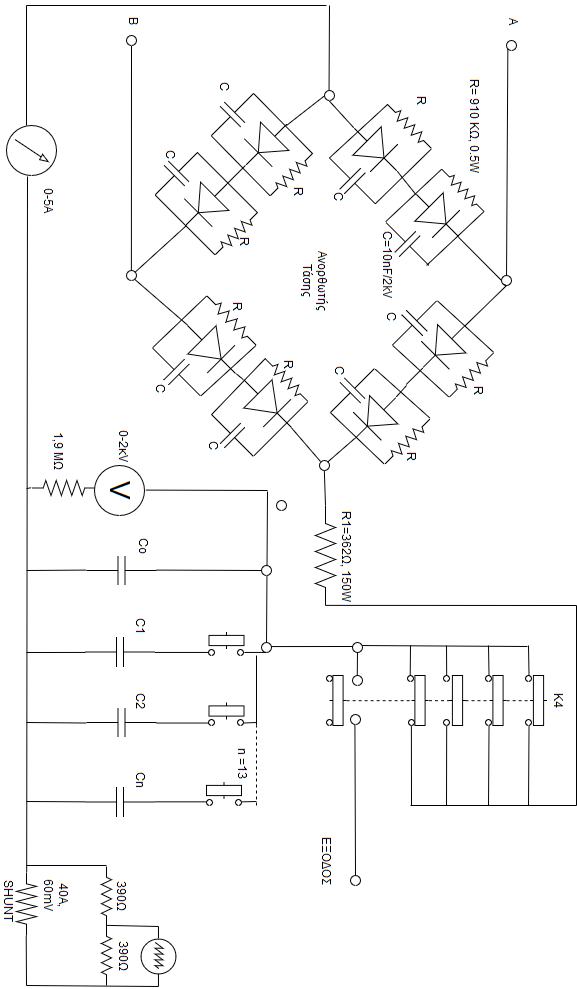 B
A
C
R
R= 910 KΩ, 0.5W
C
R
C
R
C=10nF/2kV
Ανορθωτής
Τάσης
0-5A
R
C
C
R
R
C
R
C
0-2KV
1,9 MΩ
V
R1=362Ω, 150W
Co
C1
C2
n =13
Cn
K4
ΕΞΟΔΟΣ
40A,
60mV
SHUNT
390Ω
390Ω